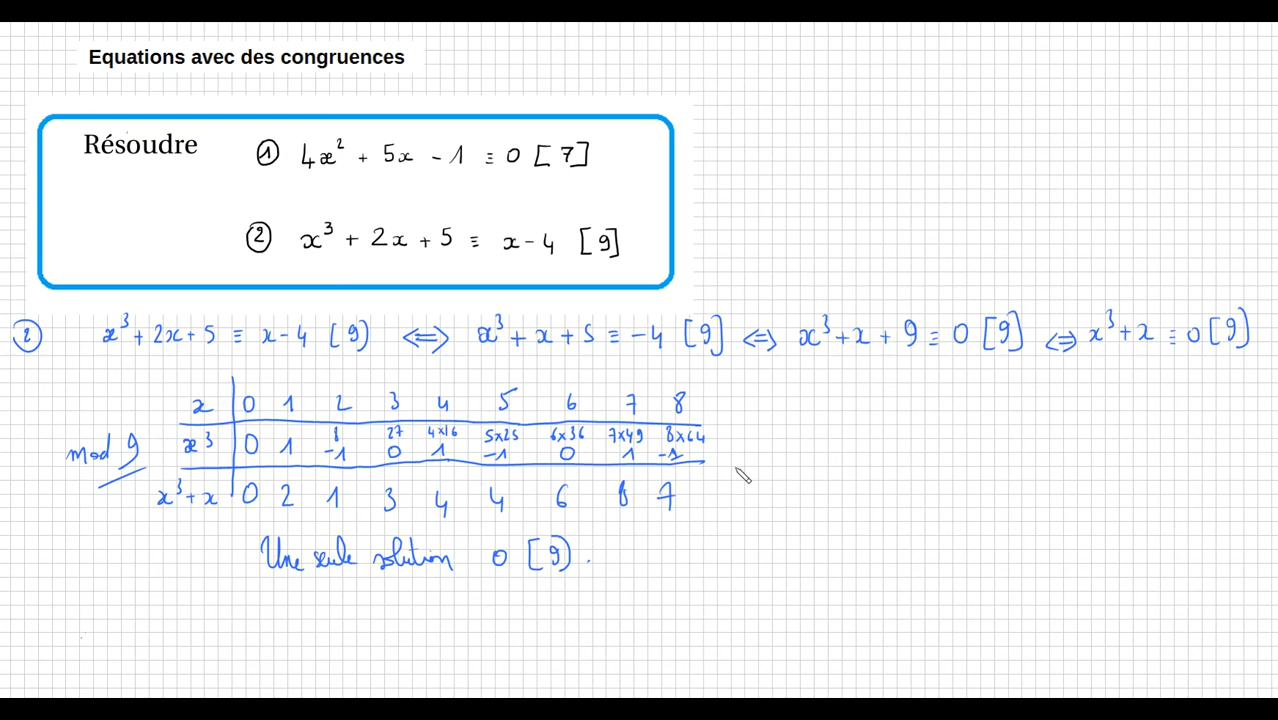 Equations avec des congruences
Résoudre ① 4x² + 5x - 1 ≡ 0 [7]
② x³ + 2x + 5 ≡ x - 4 [9]
② x³ + 2x + 5 ≡ x - 4 [9] ⟺ x³ + x + 5 ≡ -4 [9] ⟺ x³ + x + 9 ≡ 0 [9] ⟺ x³ + x ≡ 0 [9]
x 0 1 2 3 4 5 6 7 8
8 27 4×16 5×25 6×36 7×49 8×64
mod 9 x³ 0 1 -1 0 1 -1 0 1 -1
x³ + x 0 2 1 3 4 4 6 8 7
Une seule solution 0 [9].